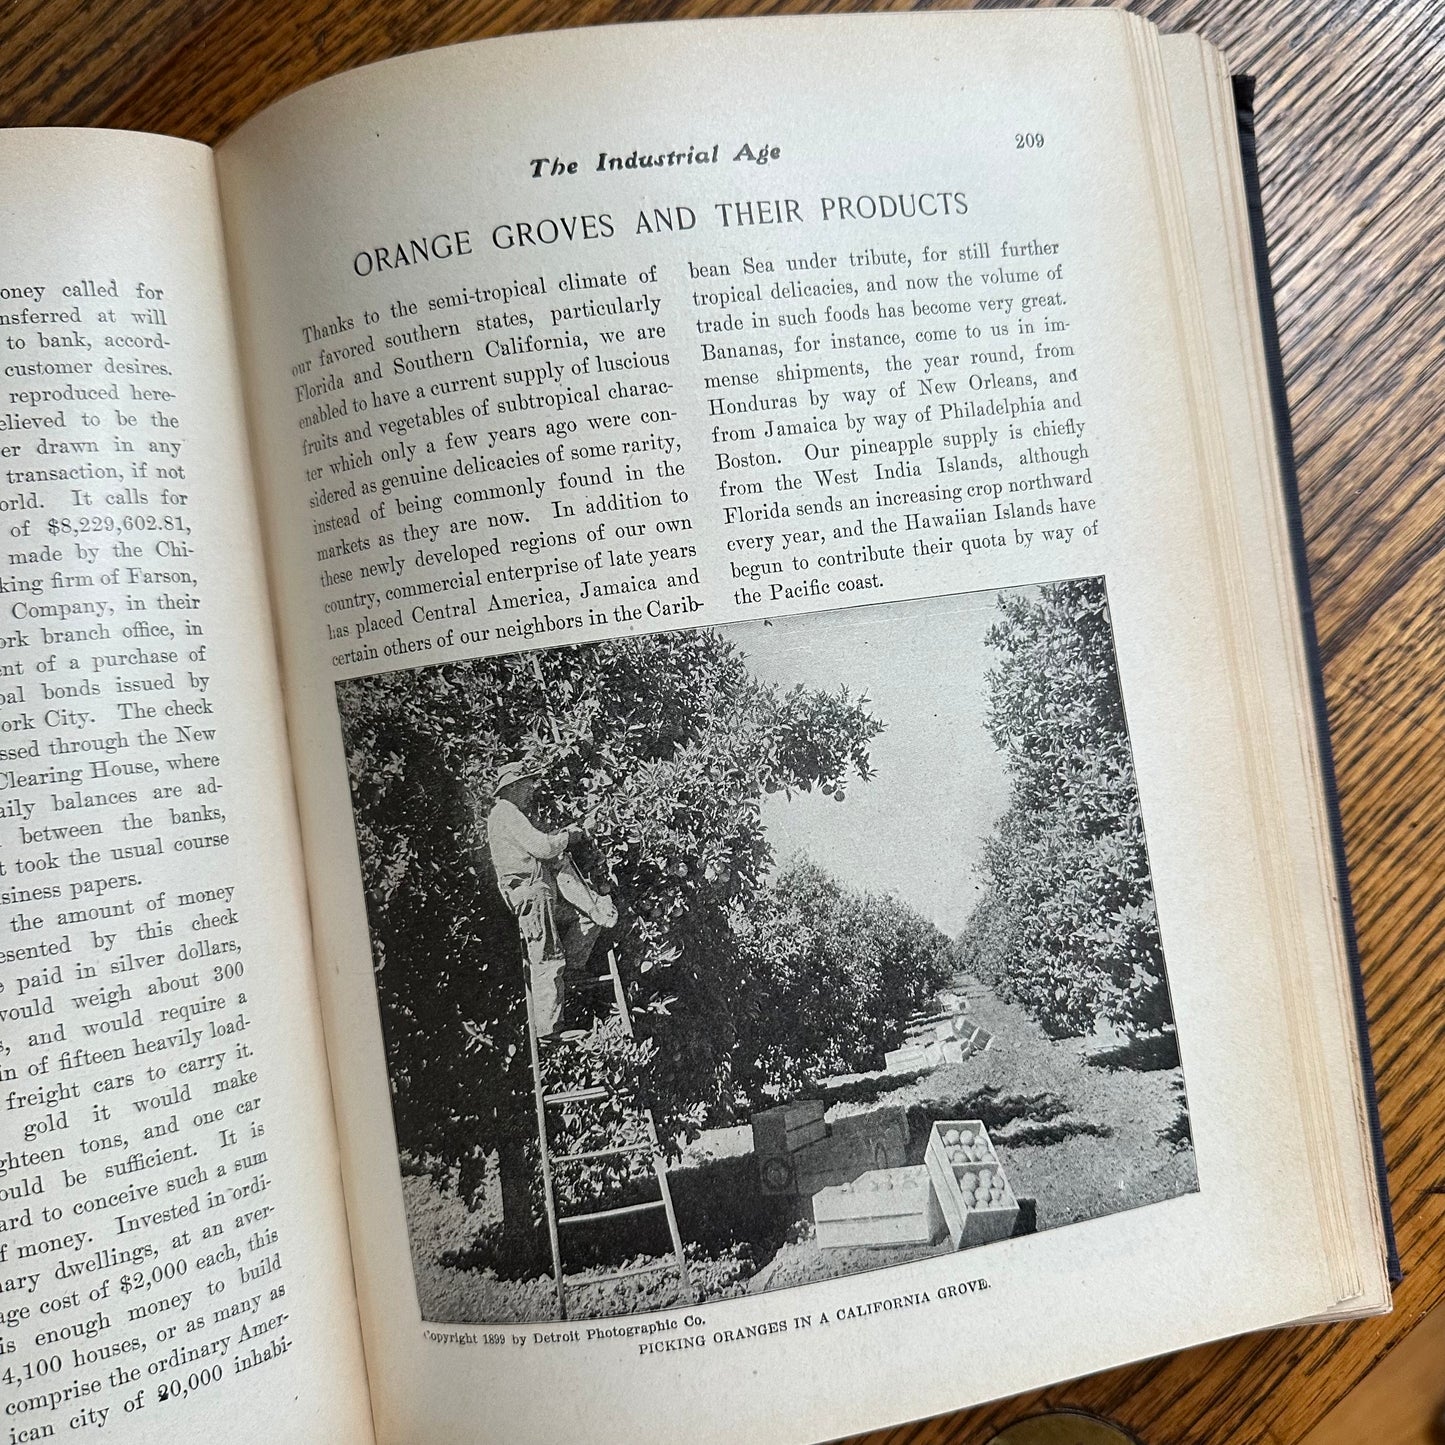 oney called for
nsferred at will
to bank, accord-
customer desires.
reproduced here-
elieved to be the
er drawn in any
transaction, if not
orld. It calls for
of $8,229,602.81,
made by the Chi-
king firm of Farson,
Company, in their
ork branch office, in
ent of a purchase of
pal bonds issued by
ork City. The check
ssed through the New
Clearing House, where
aily balances are ad-
between the banks,
t took the usual course
siness papers.
the amount of money
esented by this check
paid in silver dollars,
would weigh about 300
s, and would require a
in of fifteen heavily load-
freight cars to carry it.
gold it would make
ghteen tons, and one car
ould be sufficient. It is
ard to conceive such a sum
f money. Invested in ordi-
nary dwellings, at an aver-
age cost of $2,000 each, this
is enough money to build
4,100 houses, or as many as
comprise the ordinary Amer-
ican city of 20,000 inhabi-
The Industrial Age
209
ORANGE GROVES AND THEIR PRODUCTS
Thanks to the semi-tropical climate of
our favored southern states, particularly
Florida and Southern California, we are
enabled to have a current supply of luscious
fruits and vegetables of subtropical charac-
ter which only a few years ago were con-
sidered as genuine delicacies of some rarity,
instead of being commonly found in the
markets as they are now. In addition to
these newly developed regions of our own
country, commercial enterprise of late years
has placed Central America, Jamaica and
certain others of our neighbors in the Carib-
bean Sea under tribute, for still further
tropical delicacies, and now the volume of
trade in such foods has become very great.
Bananas, for instance, come to us in im-
mense shipments, the year round, from
Honduras by way of New Orleans, and
from Jamaica by way of Philadelphia and
Boston. Our pineapple supply is chiefly
from the West India Islands, although
Florida sends an increasing crop northward
every year, and the Hawaiian Islands have
begun to contribute their quota by way of
the Pacific coast.
Copyright 1899 by Detroit Photographic Co.
PICKING ORANGES IN A CALIFORNIA GROVE.